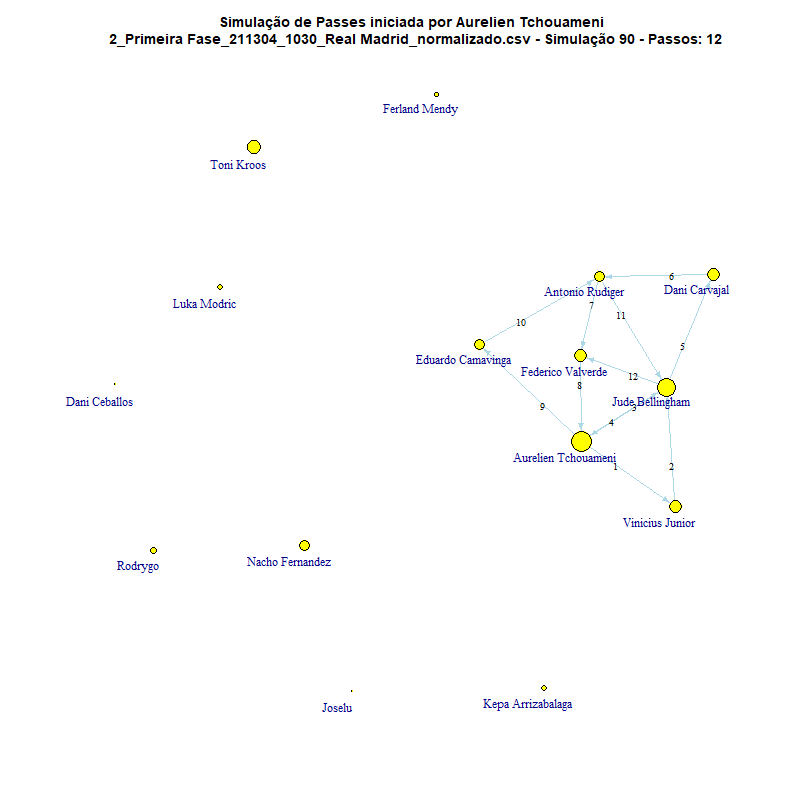 Simulação de Passes iniciada por Aurelien Tchouameni
2_Primeira Fase_211304_1030_Real Madrid_normalizado.csv - Simulação 90 - Passos: 12
Ferland Mendy
Toni Kroos
6
Antonio Rudiger
Dani Carvajal
Luka Modric
7
11
10
5
Eduardo Camavinga
Federico Valverde
12
8
Dani Ceballos
Jude Bellingham
9
3
4
Aurelien Tchouameni
1
2
Vinicius Junior
Nacho Fernandez
Rodrygo
Joselu
Kepa Arrizabalaga